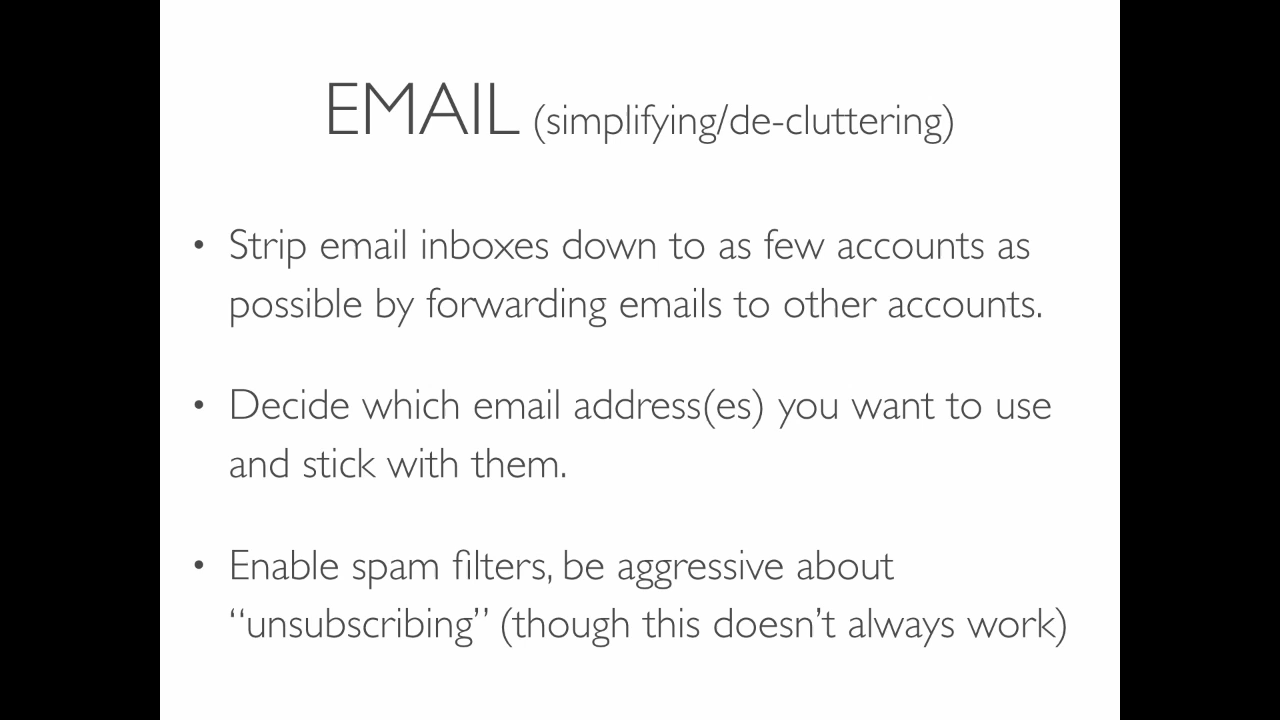 EMAIL (simplifying/de-cluttering)
• Strip email inboxes down to as few accounts as
possible by forwarding emails to other accounts.
• Decide which email address(es) you want to use
and stick with them.
• Enable spam filters, be aggressive about
“unsubscribing” (though this doesn’t always work)